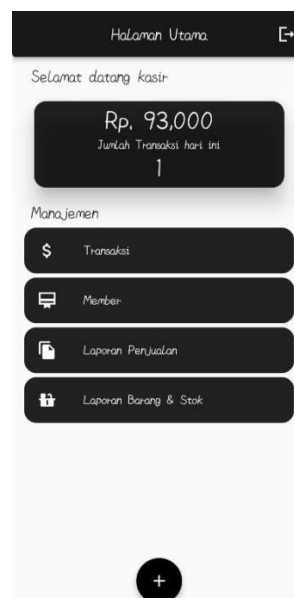 Halaman Utama
Selamat datang kasir
Rp. 93,000
Jumlah Transaksi hari ini
1
Manajemen
$ Transaksi
Member
Laporan Penjualan
Laporan Barang & Stok
+